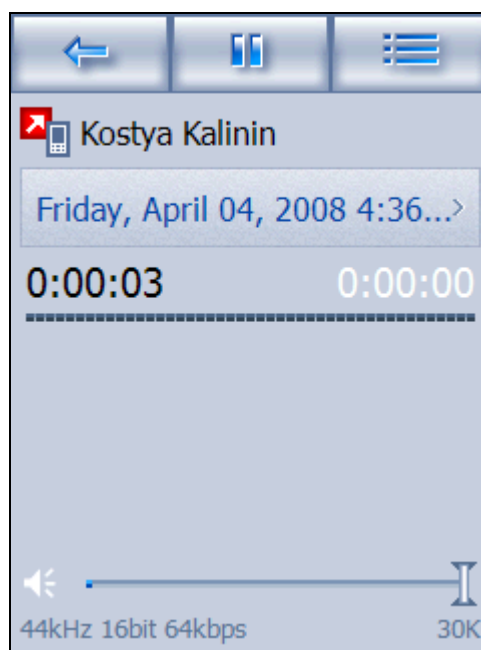 Kostya Kalinin
Friday, April 04, 2008 4:36...
0:00:03 0:00:00
44kHz 16bit 64kbps 30K